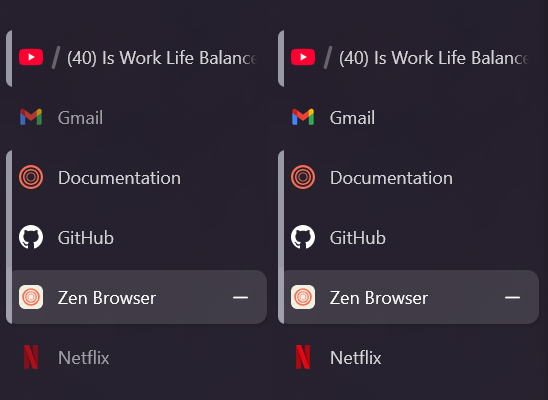 / (40) Is Work Life Balance
Gmail
Documentation
GitHub
Zen Browser
Netflix
/ (40) Is Work Life Balance
Gmail
Documentation
GitHub
Zen Browser
Netflix